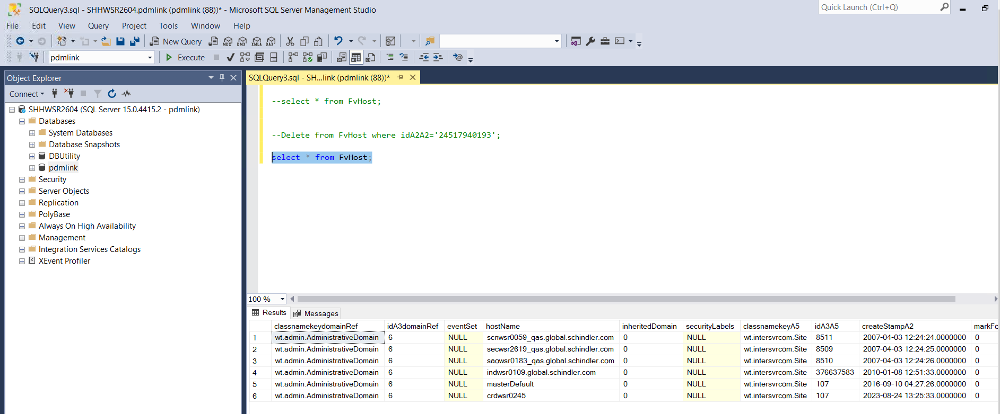 SQLQuery3.sql - SHHWSR2604.pdmlink (pdmlink (88))* - Microsoft SQL Server Management Studio
Quick Launch (Ctrl+Q)
File Edit View Query Project Tools Window Help
New Query MDX DMX XMLA DAX
pdmlink Execute
Object Explorer
SQLQuery3.sql - SH...link (pdmlink (88))*
Connect
SHHWSR2604 (SQL Server 15.0.4415.2 - pdmlink)
Databases
System Databases
Database Snapshots
DBUtility
pdmlink
Security
Server Objects
Replication
PolyBase
Always On High Availability
Management
Integration Services Catalogs
XEvent Profiler
--select * from FvHost;
--Delete from FvHost where idA2A2='24517940193';
select * from FvHost;
100 %
Results Messages
classnamekeydomainRef idA3domainRef eventSet hostName inheritedDomain securityLabels classnamekeyA5 idA3A5 createStampA2 markFo
1 wt.admin.AdministrativeDomain 6 NULL scnwsr0059_qas.global.schindler.com 0 NULL wt.intersvrcom.Site 8511 2007-04-03 12:24:24.0000000 0
2 wt.admin.AdministrativeDomain 6 NULL secwsr2619_qas.global.schindler.com 0 NULL wt.intersvrcom.Site 8509 2007-04-03 12:24:25.0000000 0
3 wt.admin.AdministrativeDomain 6 NULL saowsr0183_qas.global.schindler.com 0 NULL wt.intersvrcom.Site 8510 2007-04-03 12:24:26.0000000 0
4 wt.admin.AdministrativeDomain 6 NULL indwsr0109.global.schindler.com 0 NULL wt.intersvrcom.Site 376637583 2010-01-08 12:51:33.0000000 0
5 wt.admin.AdministrativeDomain 6 NULL masterDefault 0 NULL wt.intersvrcom.Site 107 2016-09-10 04:27:26.0000000 0
6 wt.admin.AdministrativeDomain 6 NULL crdwsr0245 0 NULL wt.intersvrcom.Site 107 2023-08-24 13:25:33.0000000 0